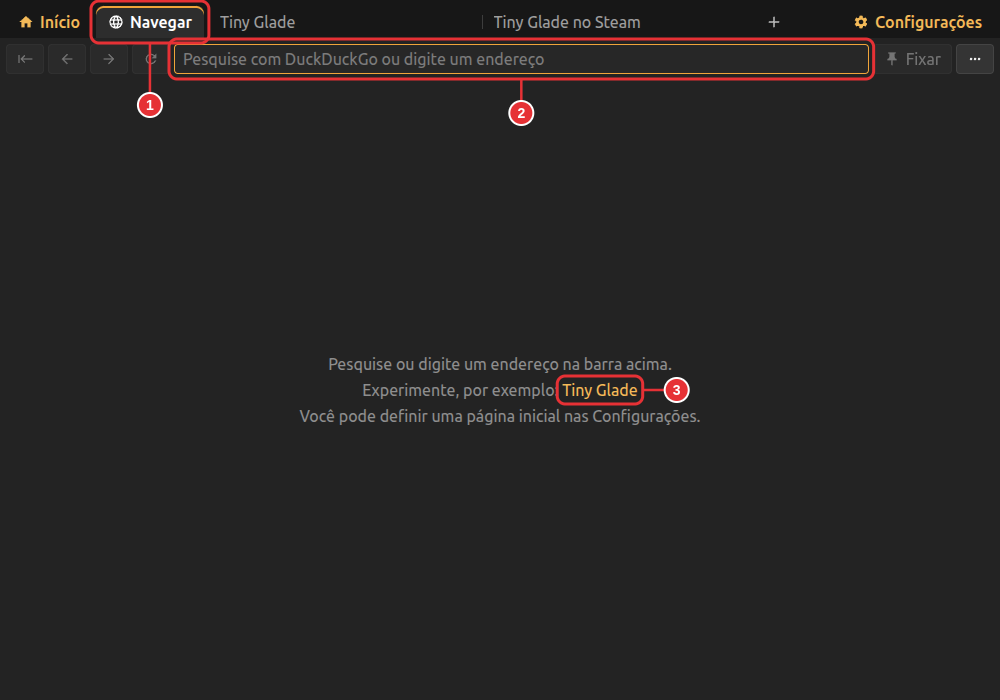 Início Navegar Tiny Glade Tiny Glade no Steam + Configurações
Pesquise com DuckDuckGo ou digite um endereço Fixar ...
1 2
Pesquise ou digite um endereço na barra acima.
Experimente, por exemplo: Tiny Glade 3
Você pode definir uma página inicial nas Configurações.